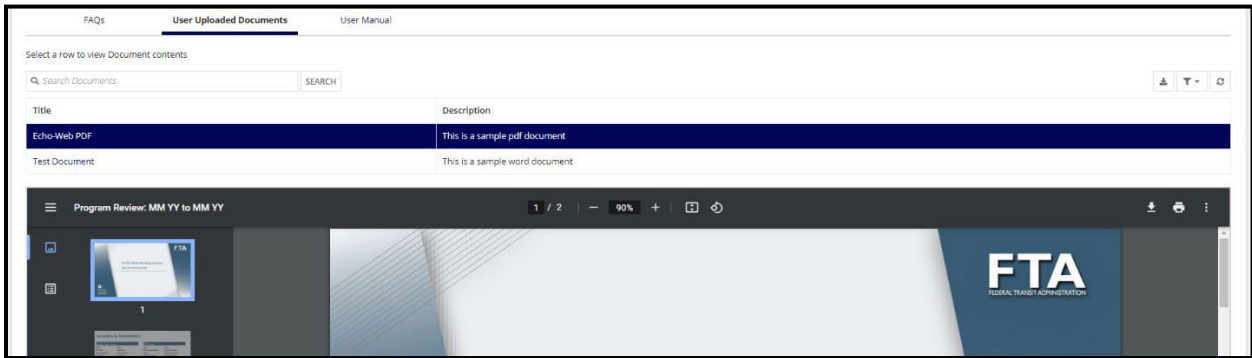 FAQs User Uploaded Documents User Manual
Select a row to view Document contents
Search Documents SEARCH
Title Description
Echo-Web PDF This is a sample pdf document
Test Document This is a sample word document
Program Review: MM YY to MM YY 1 / 2 90%
FTA
FTA
FEDERAL TRANSIT ADMINISTRATION
1